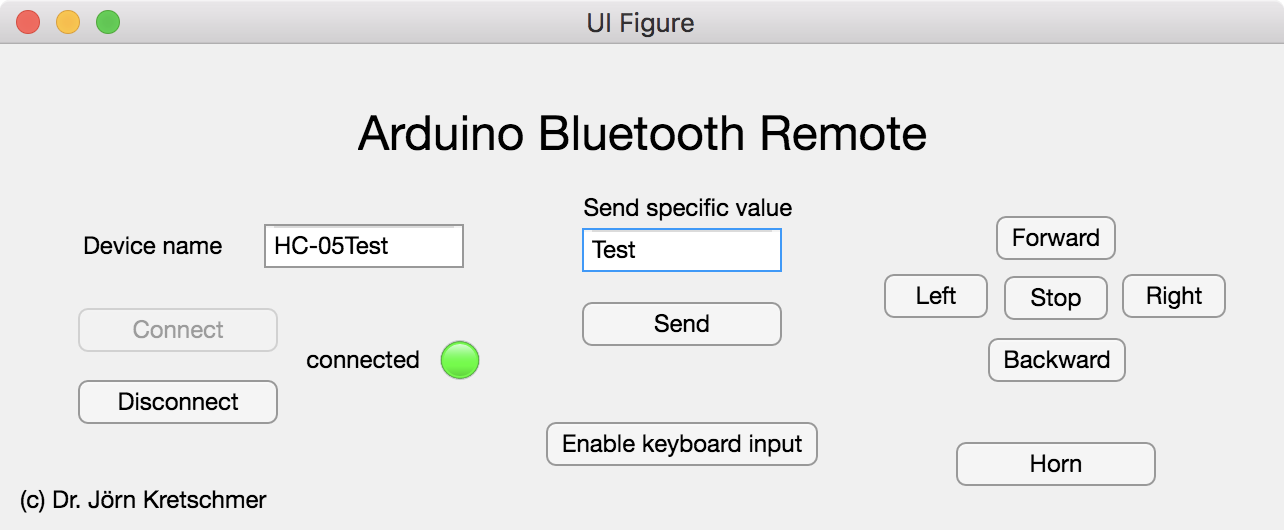 UI Figure
Arduino Bluetooth Remote
Device name
HC-05Test
Connect
Disconnect
connected
Send specific value
Test
Send
Enable keyboard input
Forward
Left
Stop
Right
Backward
Horn
(c) Dr. Jörn Kretschmer